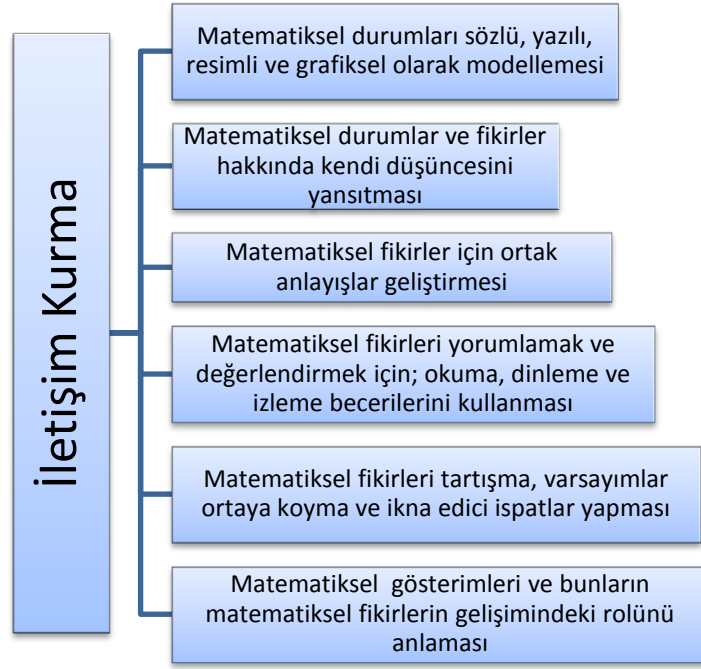 İletişim Kurma
Matematiksel durumları sözlü, yazılı,
resimli ve grafiksel olarak modellemesi
Matematiksel durumlar ve fikirler
hakkında kendi düşüncesini
yansıtması
Matematiksel fikirler için ortak
anlayışlar geliştirmesi
Matematiksel fikirleri yorumlamak ve
değerlendirmek için; okuma, dinleme ve
izleme becerilerini kullanması
Matematiksel fikirleri tartışma, varsayımlar
ortaya koyma ve ikna edici ispatlar yapması
Matematiksel gösterimleri ve bunların
matematiksel fikirlerin gelişimindeki rolünü
anlaması